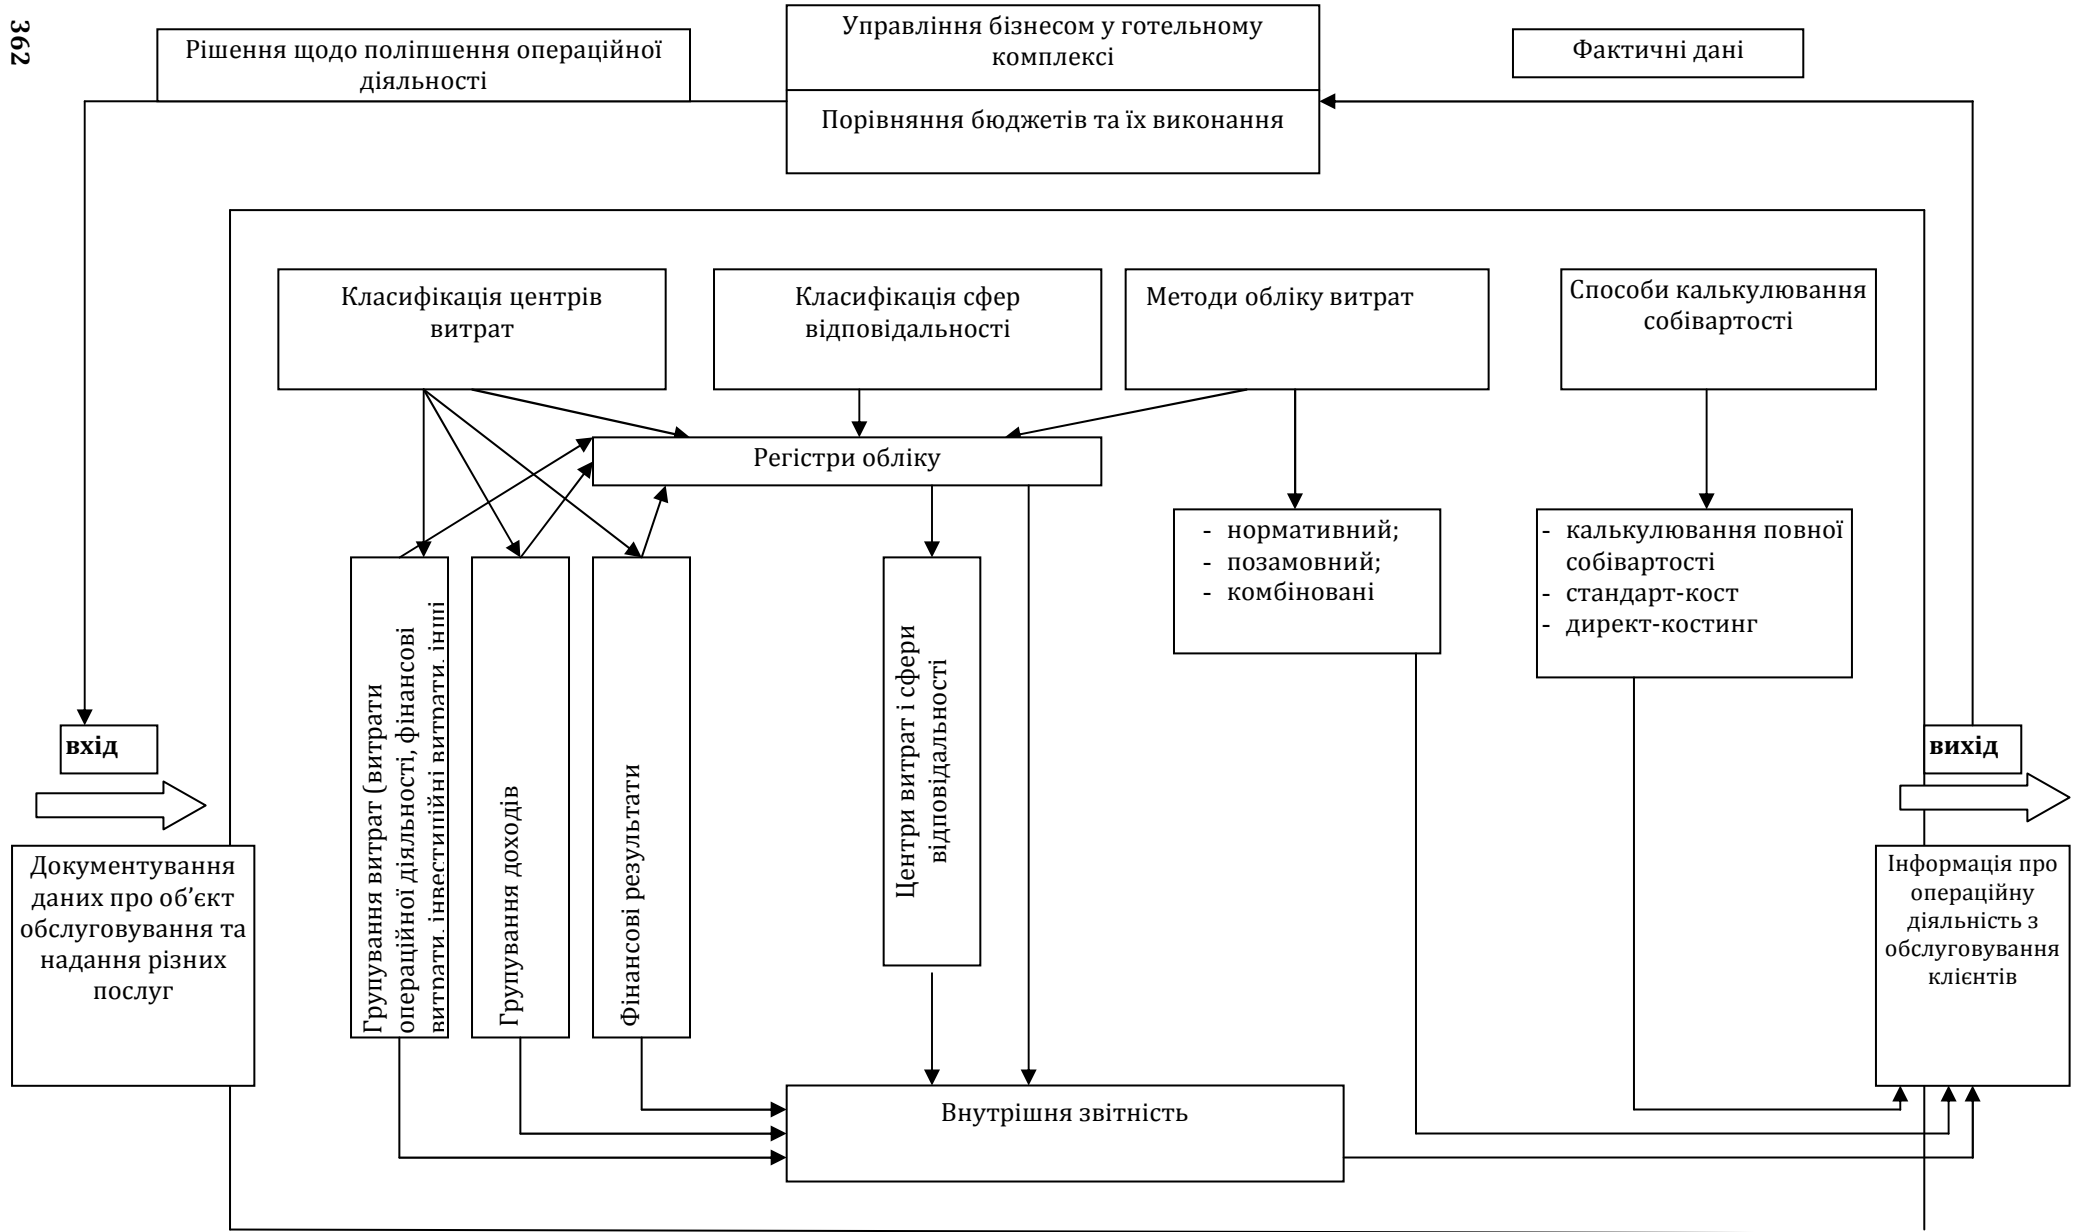 362
Рішення щодо поліпшення операційної
діяльності
Управління бізнесом у готельному
комплексі
Фактичні дані
Порівняння бюджетів та їх виконання
Класифікація центрів
витрат
Класифікація сфер
відповідальності
Методи обліку витрат
Способи калькулювання
собівартості
Регістри обліку
- нормативний;
- позамовний;
- комбіновані
- калькулювання повної
собівартості
- стандарт-кост
- директ-костинг
Групування витрат (витрати
операційної діяльності, фінансові
витрати, інвестиційні витрати, інші
Групування доходів
Фінансові результати
Центри витрат і сфери
відповідальності
вхід
вихід
Документування
даних про об’єкт
обслуговування та
надання різних
послуг
Інформація про
операційну
діяльність з
обслуговування
клієнтів
Внутрішня звітність